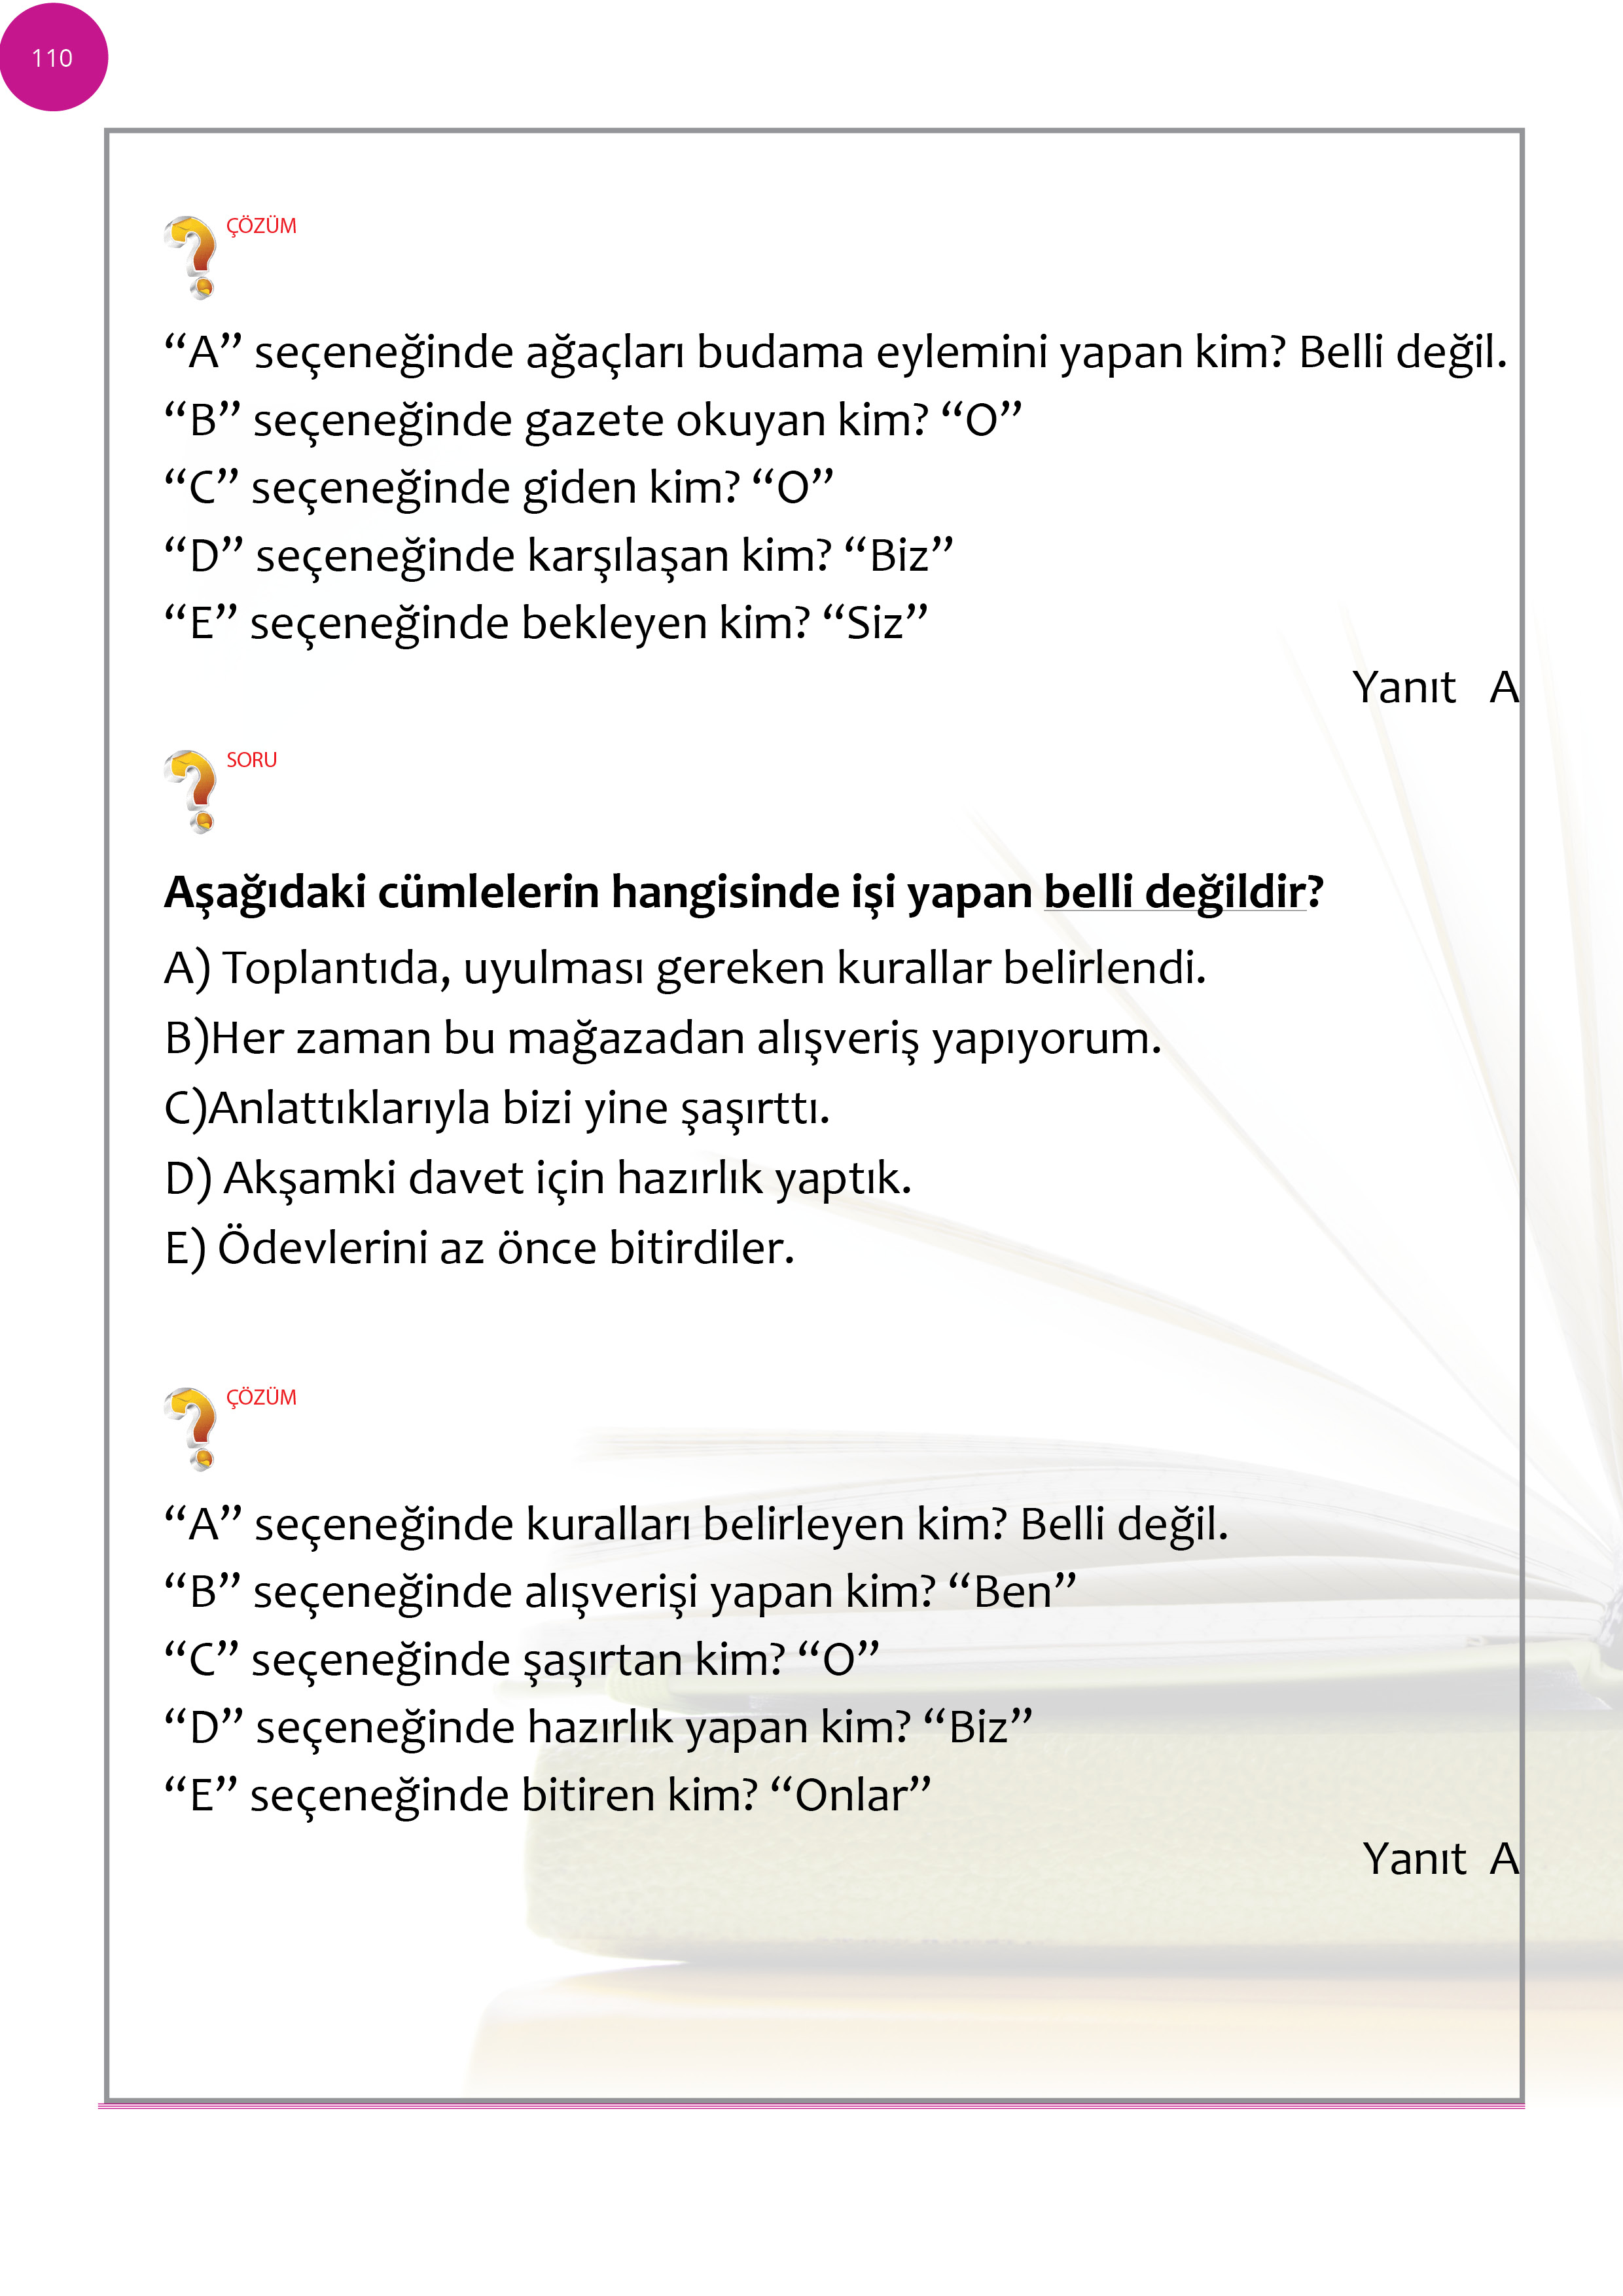 110
ÇÖZÜM
“A” seçeneğinde ağaçları budama eylemini yapan kim? Belli değil.
“B” seçeneğinde gazete okuyan kim? “O”
“C” seçeneğinde giden kim? “O”
“D” seçeneğinde karşılaşan kim? “Biz”
“E” seçeneğinde bekleyen kim? “Siz”
Yanıt A
SORU
Aşağıdaki cümlelerin hangisinde işi yapan belli değildir?
A) Toplantıda, uyulması gereken kurallar belirlendi.
B)Her zaman bu mağazadan alışveriş yapıyorum.
C)Anlattıklarıyla bizi yine şaşırttı.
D) Akşamki davet için hazırlık yaptık.
E) Ödevlerini az önce bitirdiler.
ÇÖZÜM
“A” seçeneğinde kuralları belirleyen kim? Belli değil.
“B” seçeneğinde alışverişi yapan kim? “Ben”
“C” seçeneğinde şaşırtan kim? “O”
“D” seçeneğinde hazırlık yapan kim? “Biz”
“E” seçeneğinde bitiren kim? “Onlar”
Yanıt A